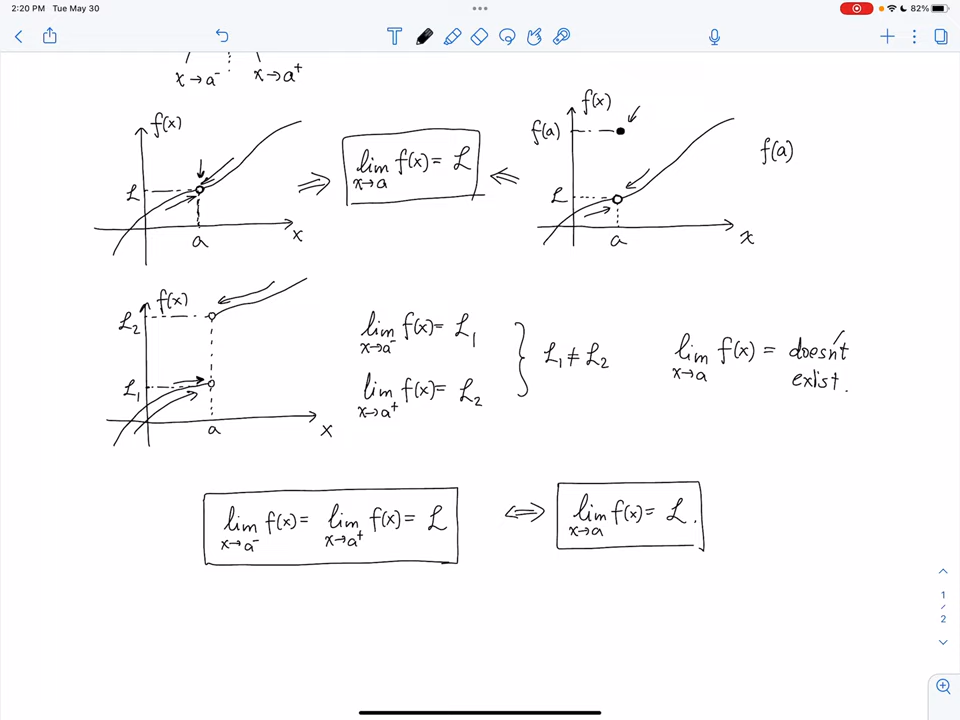 2:20 PM Tue May 30
82%
x→a⁻ x→a⁺
f(x)
L
a
x
⇒
lim f(x) = L
x→a
⇐
f(x)
f(a)
L
a
x
f(a)
f(x)
L₂
L₁
a
x
lim f(x) = L₁
x→a⁻
lim f(x) = L₂
x→a⁺
} L₁ ≠ L₂
lim f(x) = doesn't
x→a exist.
lim f(x) = lim f(x) = L
x→a⁻ x→a⁺
⇔
lim f(x) = L.
x→a
1
/
2